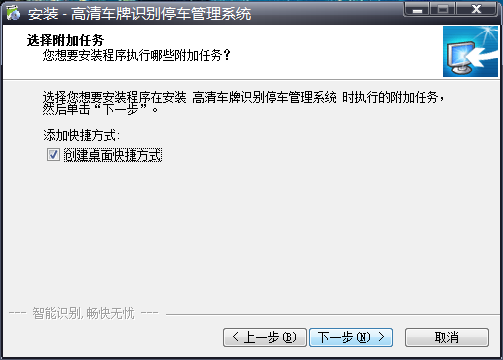 安装 - 高清车牌识别停车管理系统
选择附加任务
您想要安装程序执行哪些附加任务？
选择您想要安装程序在安装 高清车牌识别停车管理系统 时执行的附加任务，
然后单击“下一步”。
添加快捷方式:
创建桌面快捷方式
--- 智能识别,畅快无忧 ---
< 上一步(B) 下一步(N) > 取消